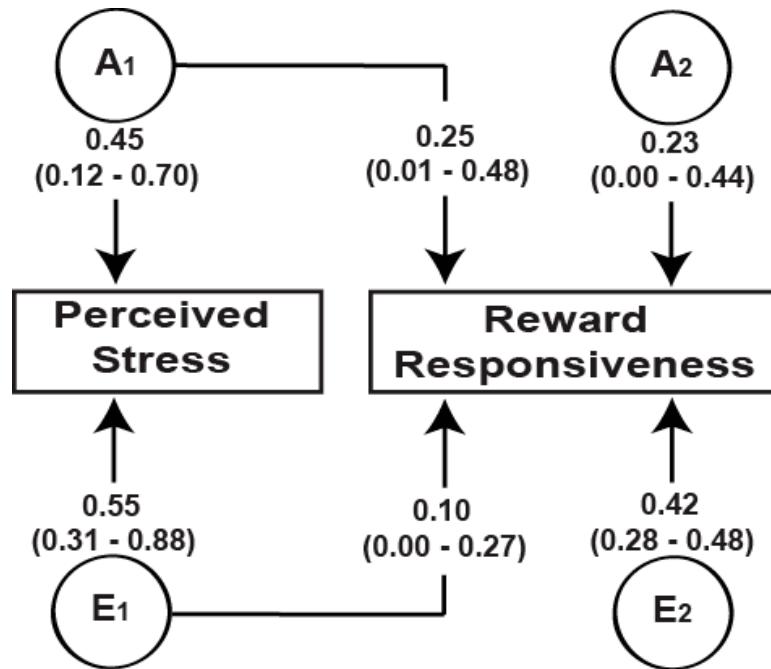 A1
A2
0.45
(0.12 - 0.70)
0.25
(0.01 - 0.48)
0.23
(0.00 - 0.44)
Perceived
Stress
Reward
Responsiveness
0.55
(0.31 - 0.88)
0.10
(0.00 - 0.27)
0.42
(0.28 - 0.48)
E1
E2